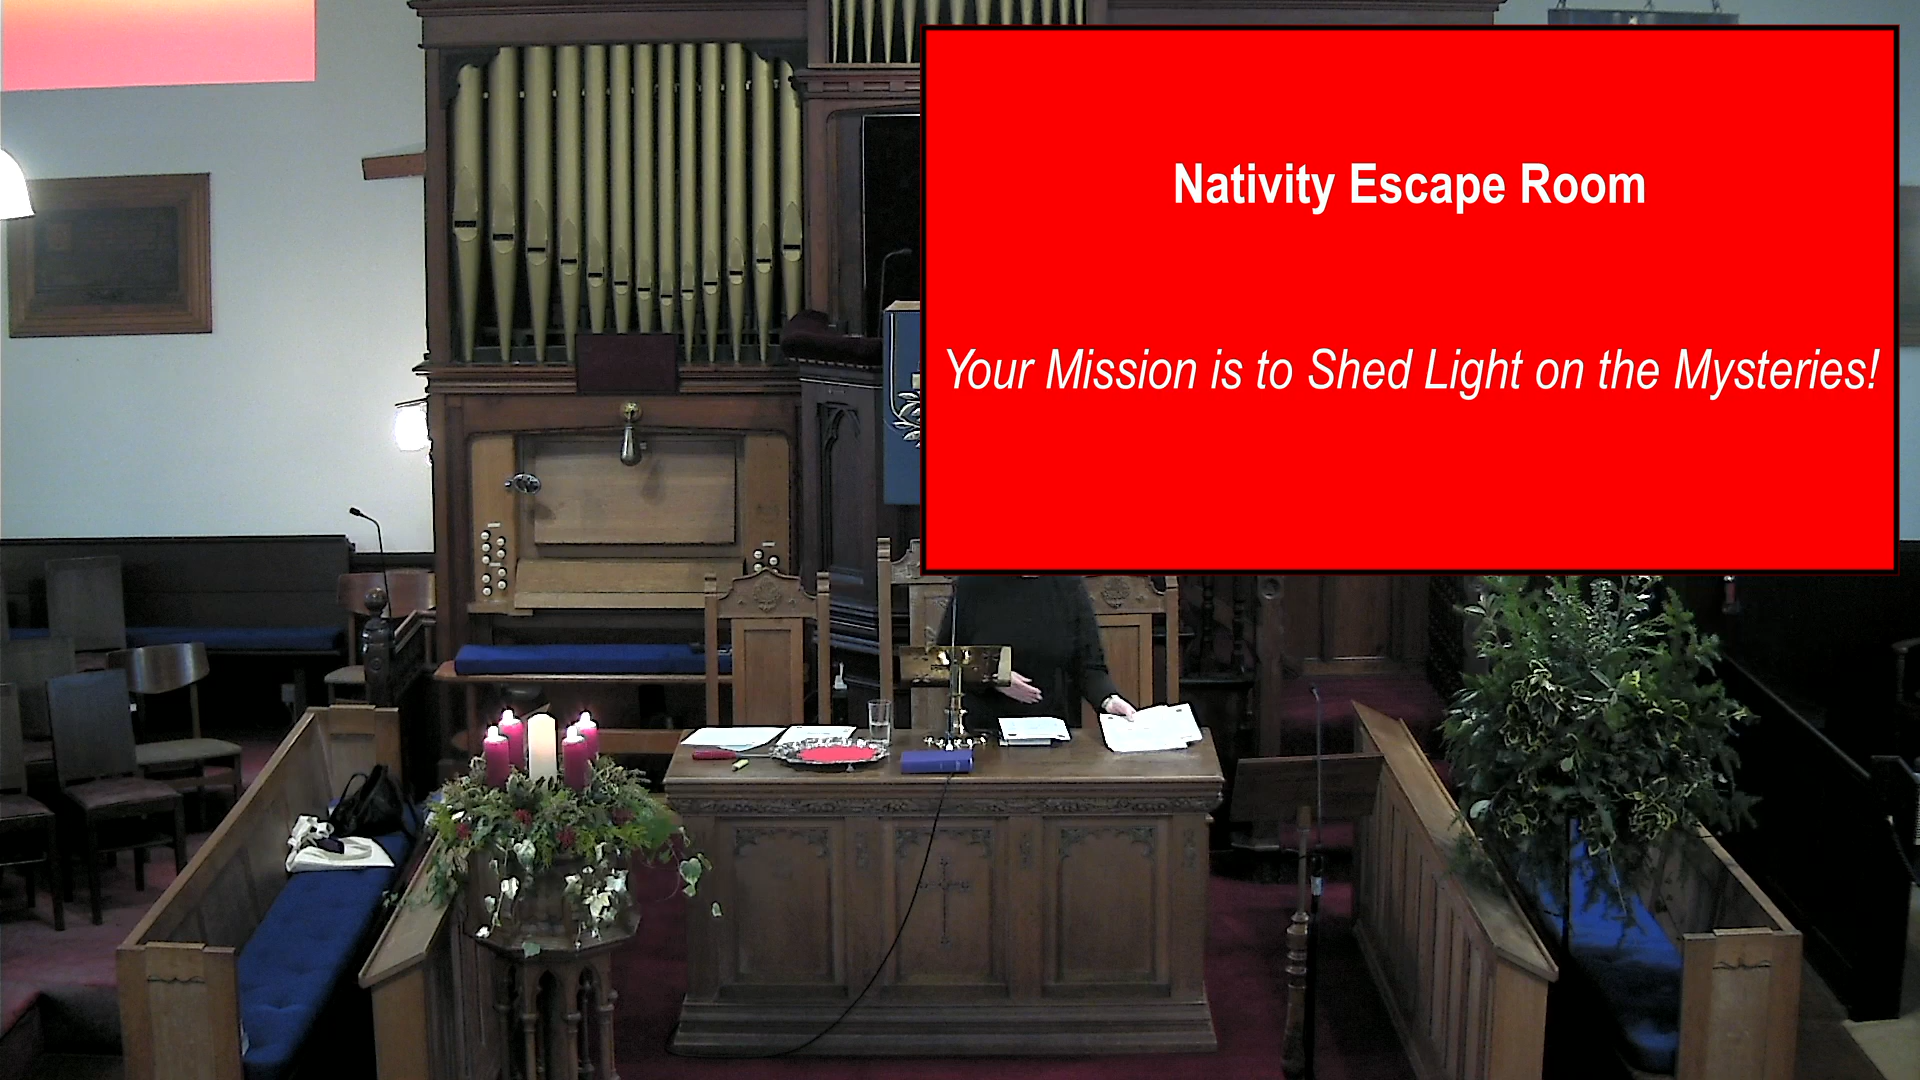 Nativity Escape Room
Your Mission is to Shed Light on the Mysteries!